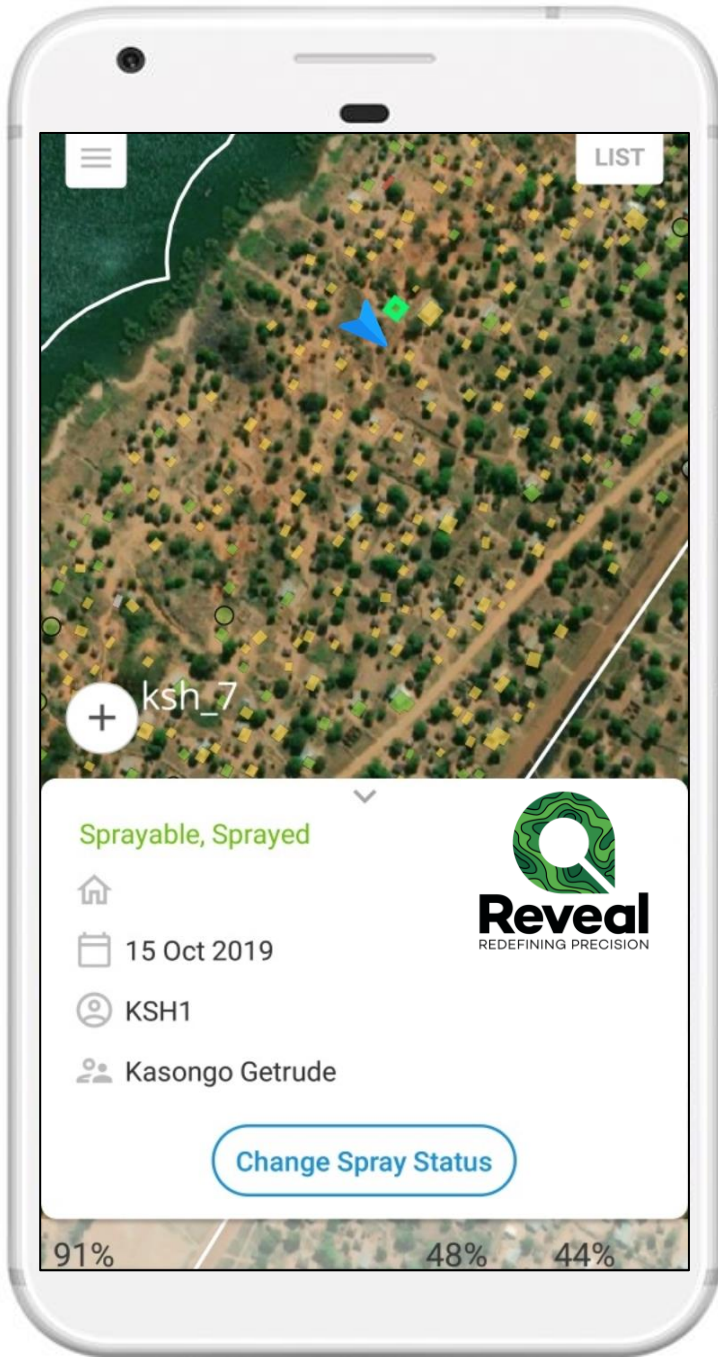 LIST
ksh_7
+
Sprayable, Sprayed
Reveal
REDEFINING PRECISION
15 Oct 2019
KSH1
Kasongo Getrude
Change Spray Status
91% 48% 44%